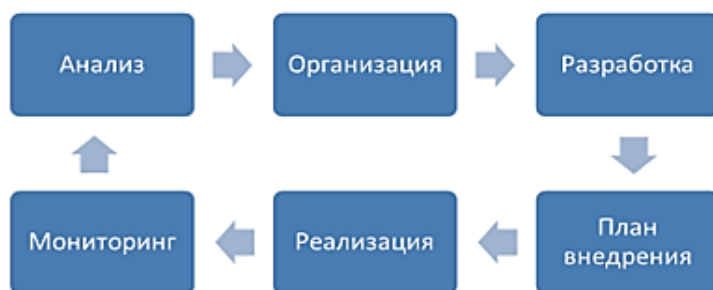 Анализ
Организация
Разработка
План
внедрения
Реализация
Мониторинг